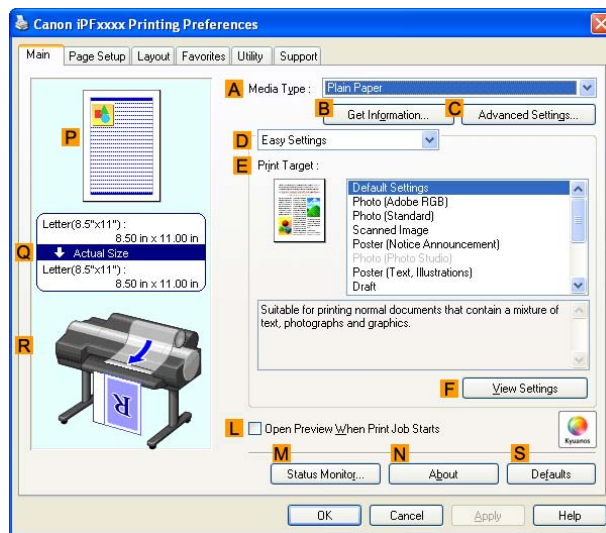 Canon iPFxxxx Printing Preferences
Main Page Setup Layout Favorites Utility Support
A Media Type : Plain Paper
B C
Get Information... Advanced Settings...
D Easy Settings
E Print Target :
P
Default Settings
Photo (Adobe RGB)
Photo (Standard)
Scanned Image
Poster (Notice Announcement)
Photo (Photo Studio)
Poster (Text, Illustrations)
Draft
Letter(8.5"x11") :
8.50 in x 11.00 in
Q Actual Size
Letter(8.5"x11") :
8.50 in x 11.00 in
Suitable for printing normal documents that contain a mixture of
text, photographs and graphics.
R
R
F View Settings
L Open Preview When Print Job Starts
Kyuanos
M N S
Status Monitor... About Defaults
OK Cancel Apply Help